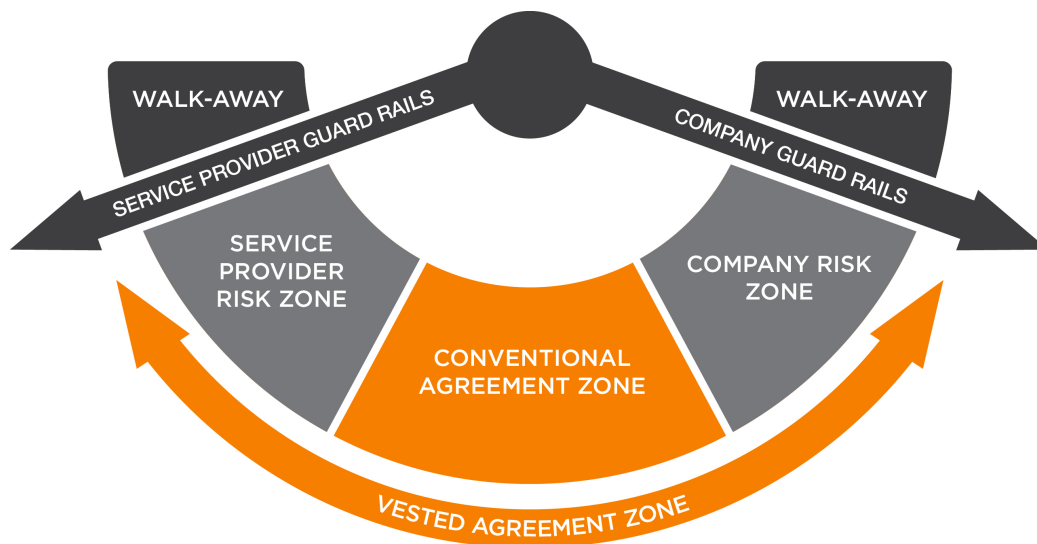 WALK-AWAY
WALK-AWAY
SERVICE PROVIDER GUARD RAILS
COMPANY GUARD RAILS
SERVICE
PROVIDER
RISK ZONE
COMPANY RISK
ZONE
CONVENTIONAL
AGREEMENT ZONE
VESTED AGREEMENT ZONE